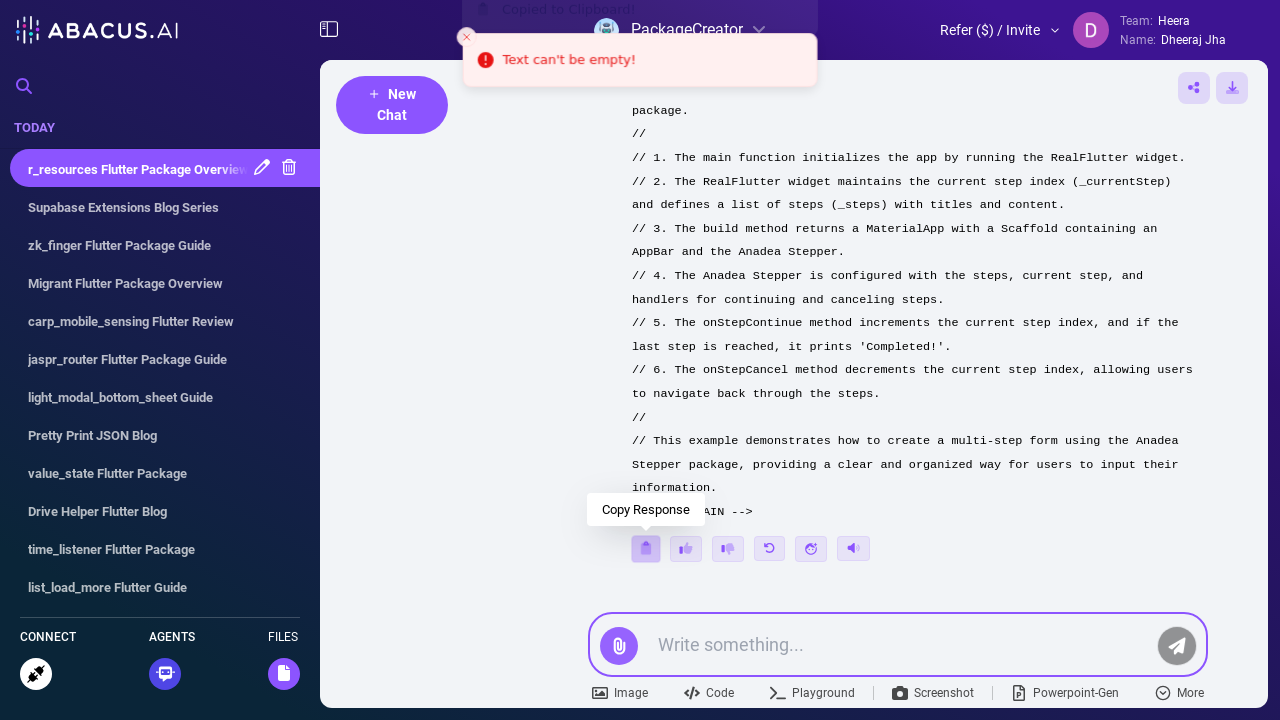 ABACUS.AI
Copied to Clipboard!
PackageCreator
Text can't be empty!
Refer ($) / Invite
D
Team: Heera
Name: Dheeraj Jha
TODAY
r_resources Flutter Package Overview
Supabase Extensions Blog Series
zk_finger Flutter Package Guide
Migrant Flutter Package Overview
carp_mobile_sensing Flutter Review
jaspr_router Flutter Package Guide
light_modal_bottom_sheet Guide
Pretty Print JSON Blog
value_state Flutter Package
Drive Helper Flutter Blog
time_listener Flutter Package
list_load_more Flutter Guide
CONNECT
AGENTS
FILES
+ New Chat
package.
//
// 1. The main function initializes the app by running the RealFlutter widget.
// 2. The RealFlutter widget maintains the current step index (_currentStep)
and defines a list of steps (_steps) with titles and content.
// 3. The build method returns a MaterialApp with a Scaffold containing an
AppBar and the Anadea Stepper.
// 4. The Anadea Stepper is configured with the steps, current step, and
handlers for continuing and canceling steps.
// 5. The onStepContinue method increments the current step index, and if the
last step is reached, it prints 'Completed!'.
// 6. The onStepCancel method decrements the current step index, allowing users
to navigate back through the steps.
//
// This example demonstrates how to create a multi-step form using the Anadea
Stepper package, providing a clear and organized way for users to input their
information.
AIN -->
Copy Response
Write something...
Image
Code
Playground
Screenshot
Powerpoint-Gen
More